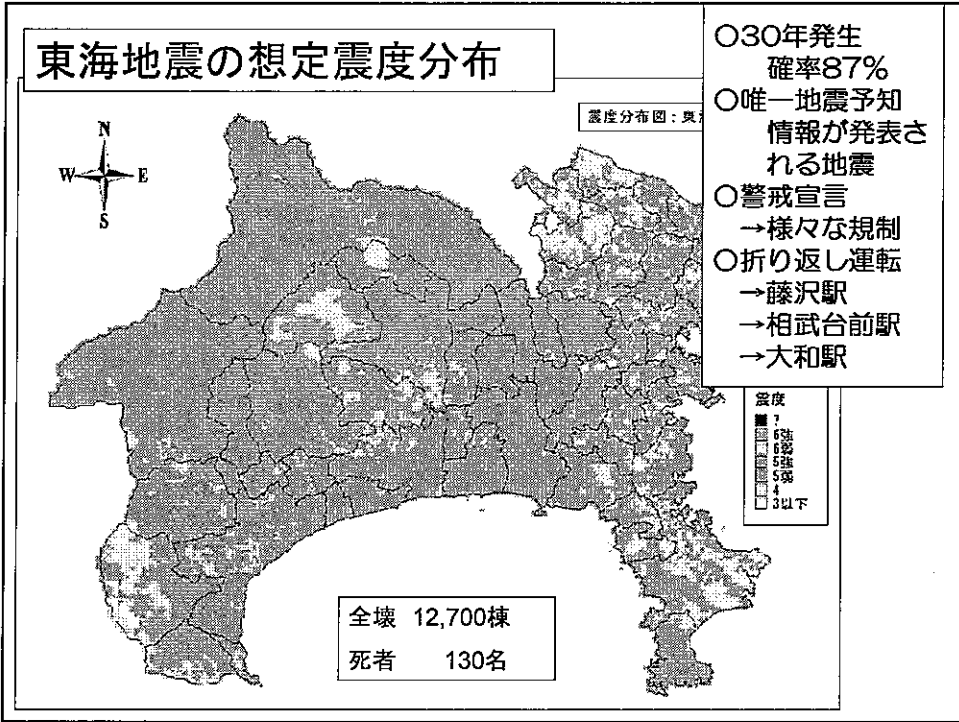 東海地震の想定震度分布
震度分布図：東海
N
W
E
S
○30年発生
確率87%
○唯一地震予知
情報が発表さ
れる地震
○警戒宣言
→様々な規制
○折り返し運転
→藤沢駅
→相武台前駅
→大和駅
震度
7
6強
6弱
5強
5弱
4
3以下
全壊 12,700棟
死者 130名